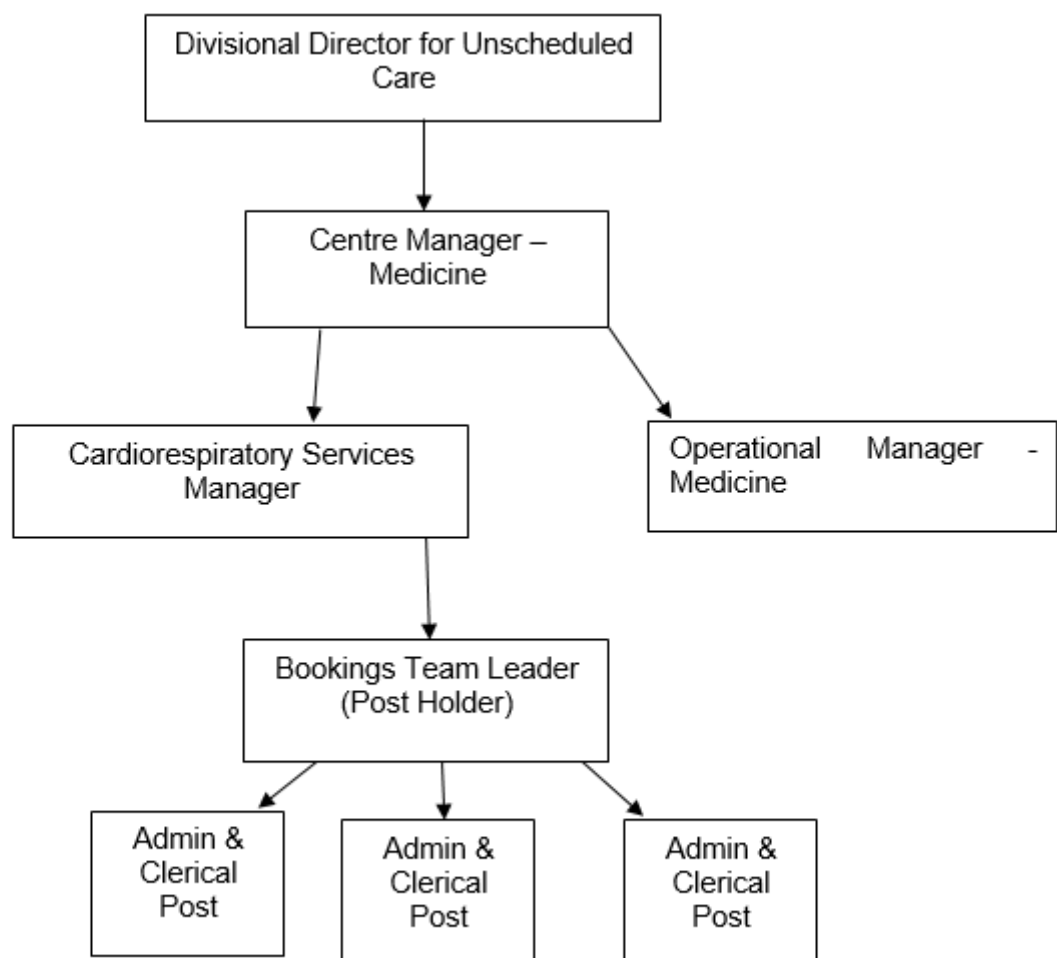 Divisional Director for Unscheduled
Care
Centre Manager –
Medicine
Cardiorespiratory Services
Manager
Operational Manager -
Medicine
Bookings Team Leader
(Post Holder)
Admin &
Clerical
Post
Admin &
Clerical
Post
Admin &
Clerical
Post